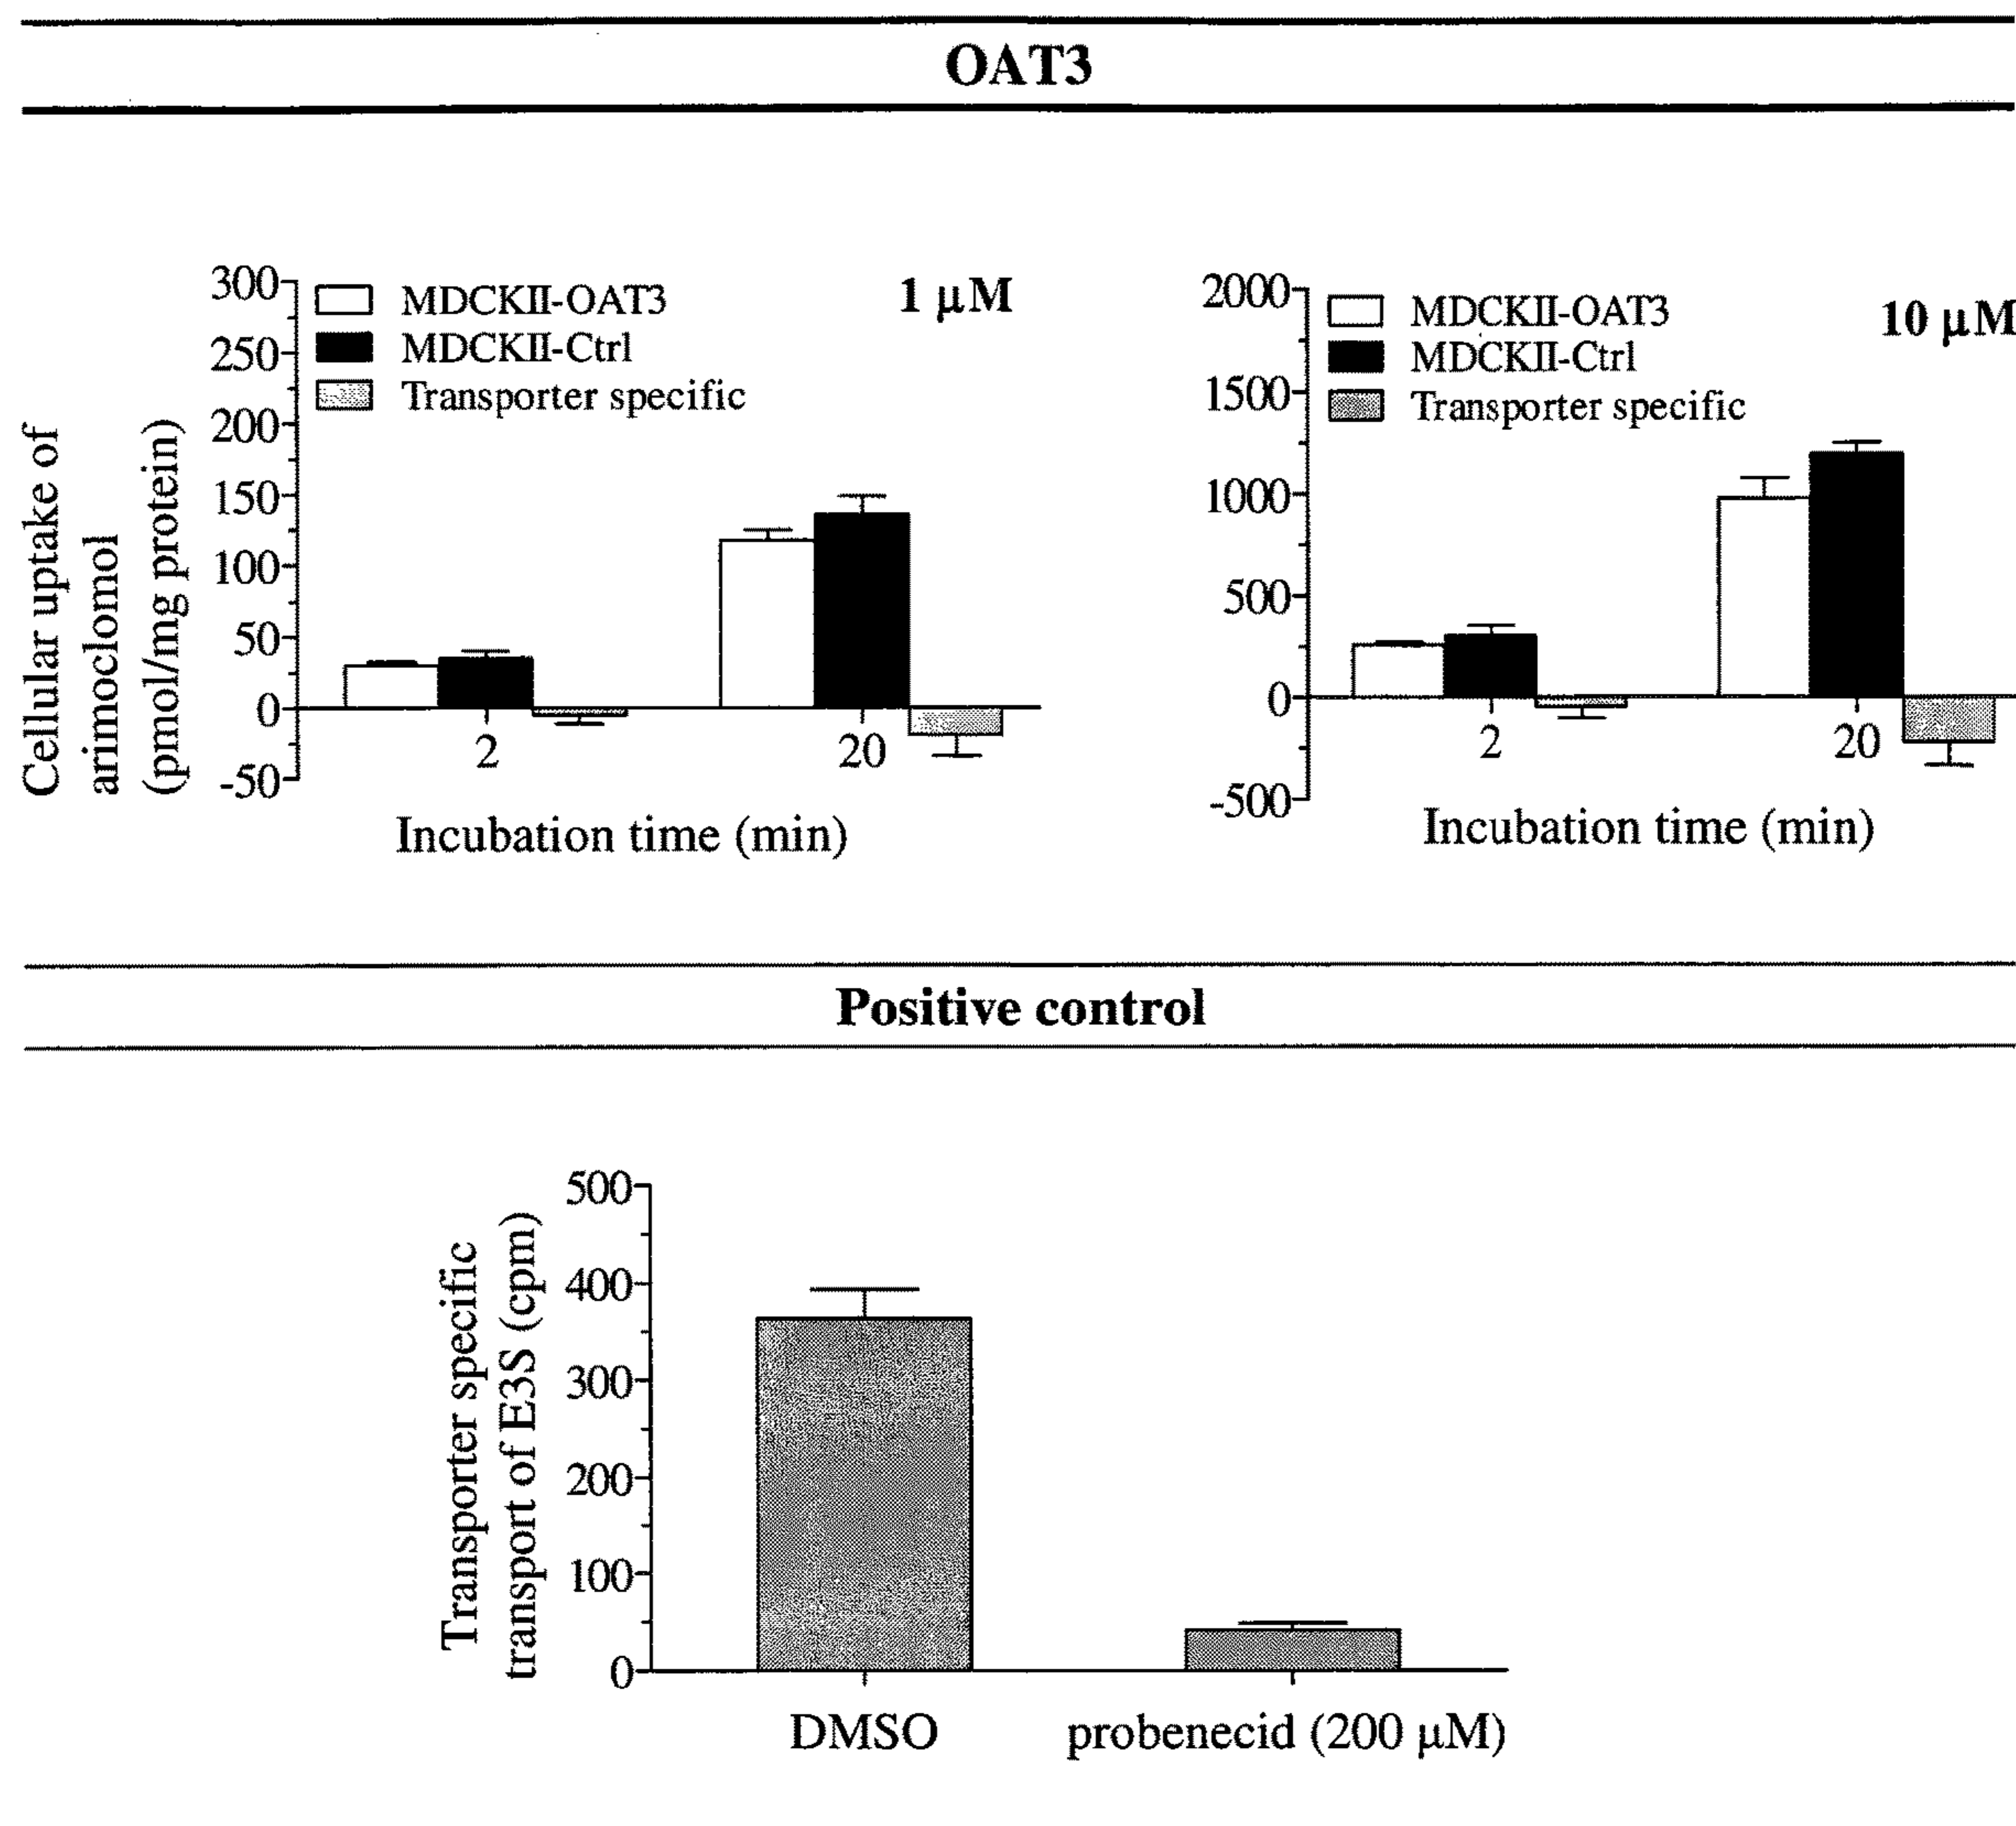 OAT3
Cellular uptake of
arimoclomol
(pmol/mg protein)
300
250
200
150
100
50
0
-50
MDCKII-OAT3
MDCKII-Ctrl
Transporter specific
1 μM
2
20
Incubation time (min)
2000
1500
1000
500
0
-500
MDCKII-OAT3
MDCKII-Ctrl
Transporter specific
10 μM
2
20
Incubation time (min)
Positive control
Transporter specific
transport of E3S (cpm)
500
400
300
200
100
0
DMSO
probenecid (200 μM)